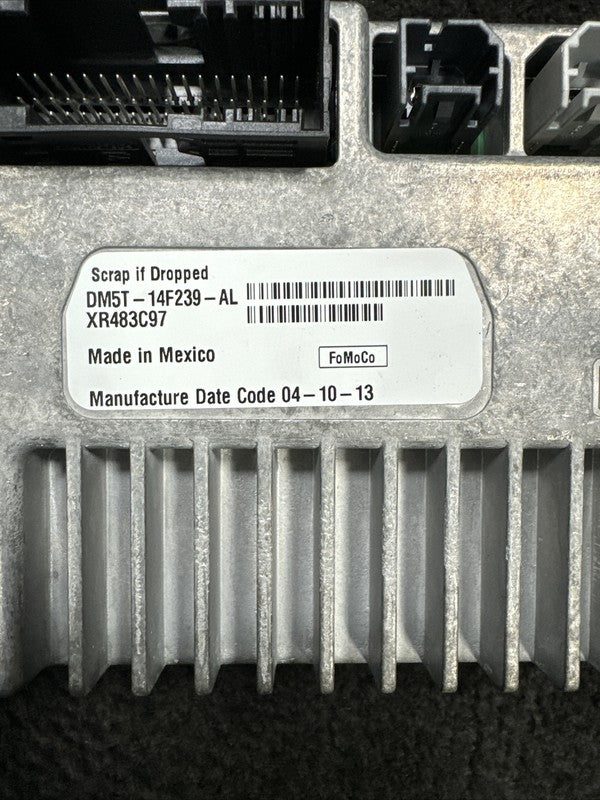 Scrap if Dropped
DM5T-14F239-AL
XR483C97
Made in Mexico
FoMoCo
Manufacture Date Code 04-10-13